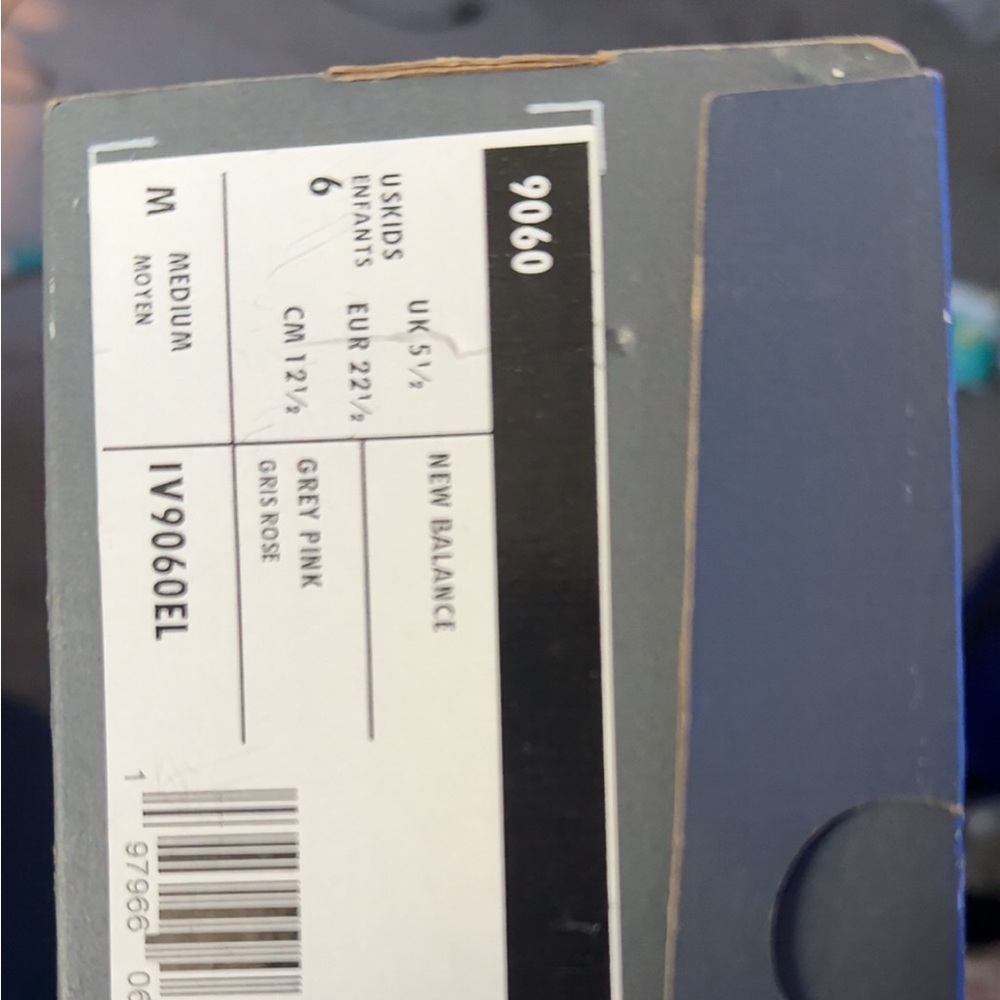 9060
USKIDS
ENFANTS
6
UK 5½
EUR 22½
CM 12½
M MEDIUM
MOYEN
NEW BALANCE
GREY PINK
GRIS ROSE
IV9060EL
1 97966 06